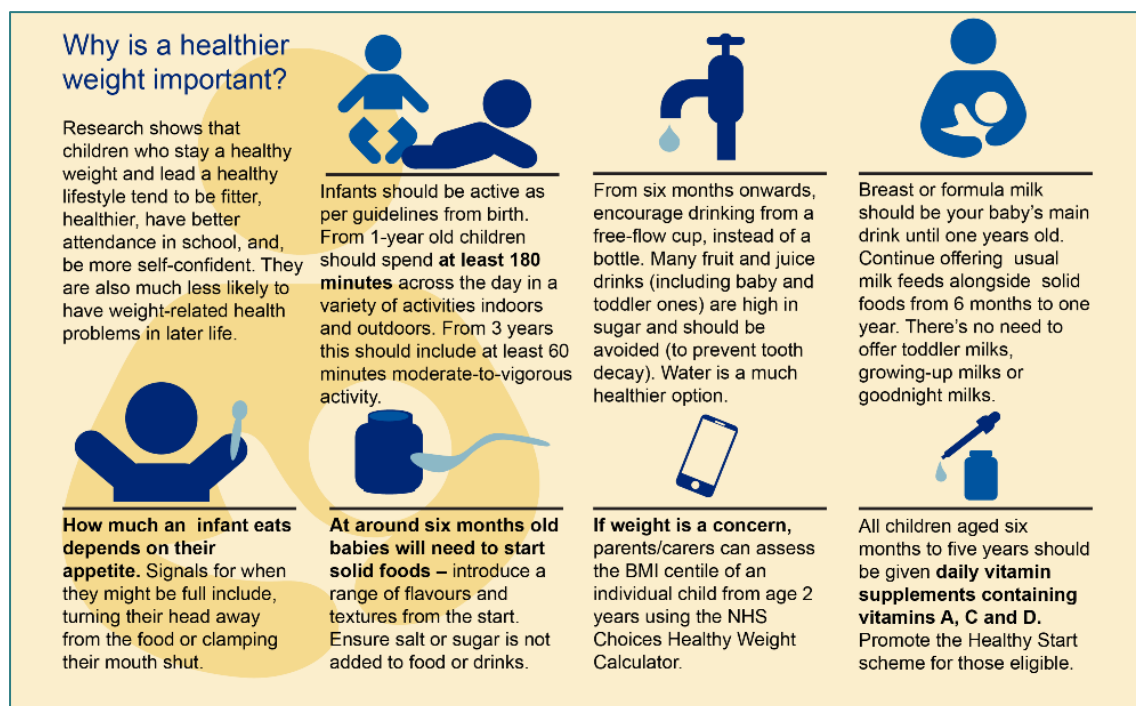 Why is a healthier
weight important?
Research shows that
children who stay a healthy
weight and lead a healthy
lifestyle tend to be fitter,
healthier, have better
attendance in school, and,
be more self-confident. They
are also much less likely to
have weight-related health
problems in later life.
Infants should be active as
per guidelines from birth.
From 1-year old children
should spend at least 180
minutes across the day in a
variety of activities indoors
and outdoors. From 3 years
this should include at least 60
minutes moderate-to-vigorous
activity.
From six months onwards,
encourage drinking from a
free-flow cup, instead of a
bottle. Many fruit and juice
drinks (including baby and
toddler ones) are high in
sugar and should be
avoided (to prevent tooth
decay). Water is a much
healthier option.
Breast or formula milk
should be your baby's main
drink until one years old.
Continue offering usual
milk feeds alongside solid
foods from 6 months to one
year. There's no need to
offer toddler milks,
growing-up milks or
goodnight milks.
How much an infant eats
depends on their
appetite. Signals for when
they might be full include,
turning their head away
from the food or clamping
their mouth shut.
At around six months old
babies will need to start
solid foods – introduce a
range of flavours and
textures from the start.
Ensure salt or sugar is not
added to food or drinks.
If weight is a concern,
parents/carers can assess
the BMI centile of an
individual child from age 2
years using the NHS
Choices Healthy Weight
Calculator.
All children aged six
months to five years should
be given daily vitamin
supplements containing
vitamins A, C and D.
Promote the Healthy Start
scheme for those eligible.